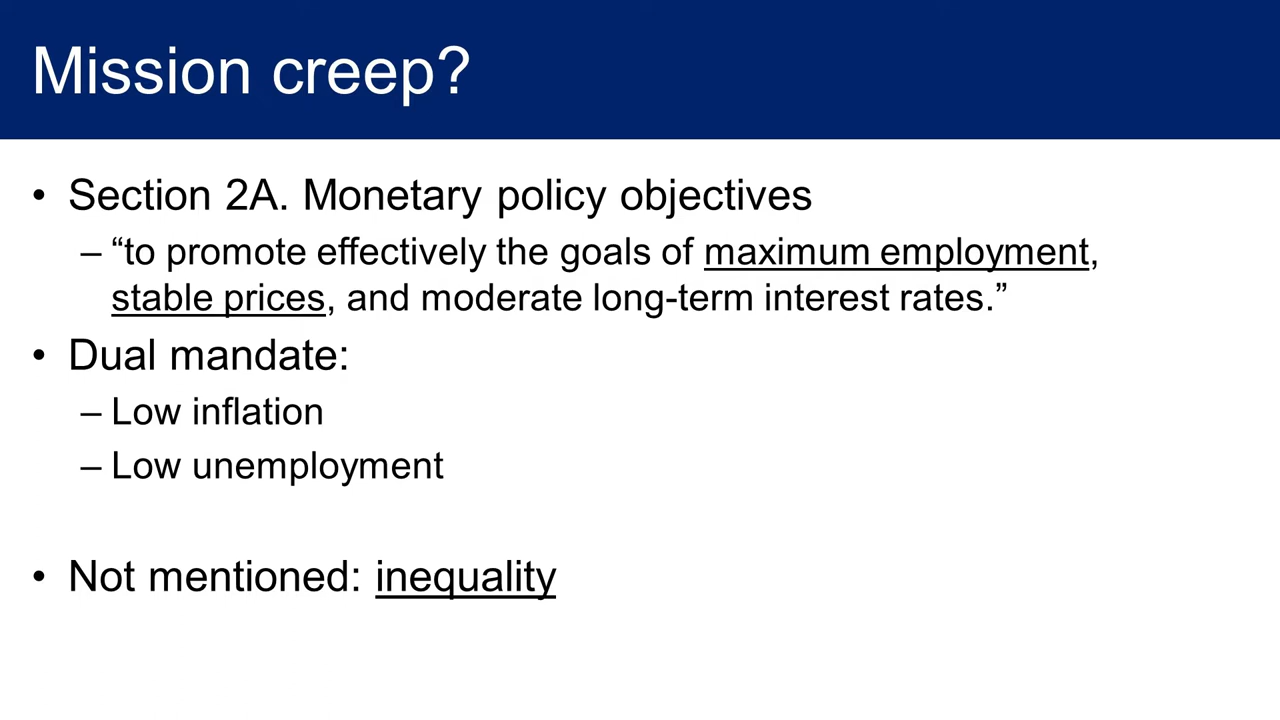 Mission creep?
• Section 2A. Monetary policy objectives
– “to promote effectively the goals of maximum employment,
stable prices, and moderate long-term interest rates.”
• Dual mandate:
– Low inflation
– Low unemployment
• Not mentioned: inequality